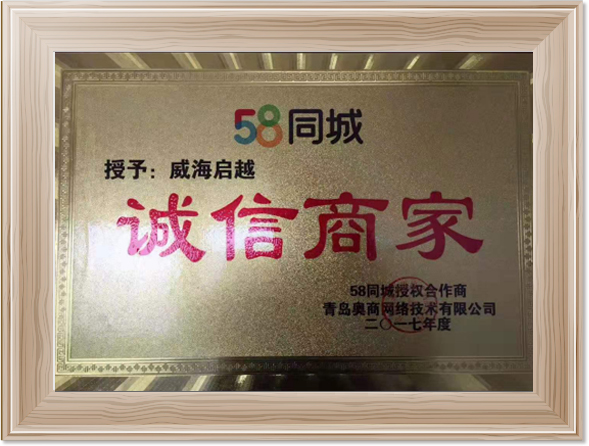 58同城
授予：威海启越
诚信商家
58同城授权合作商
青岛奥商网络技术有限公司
二〇一七年度